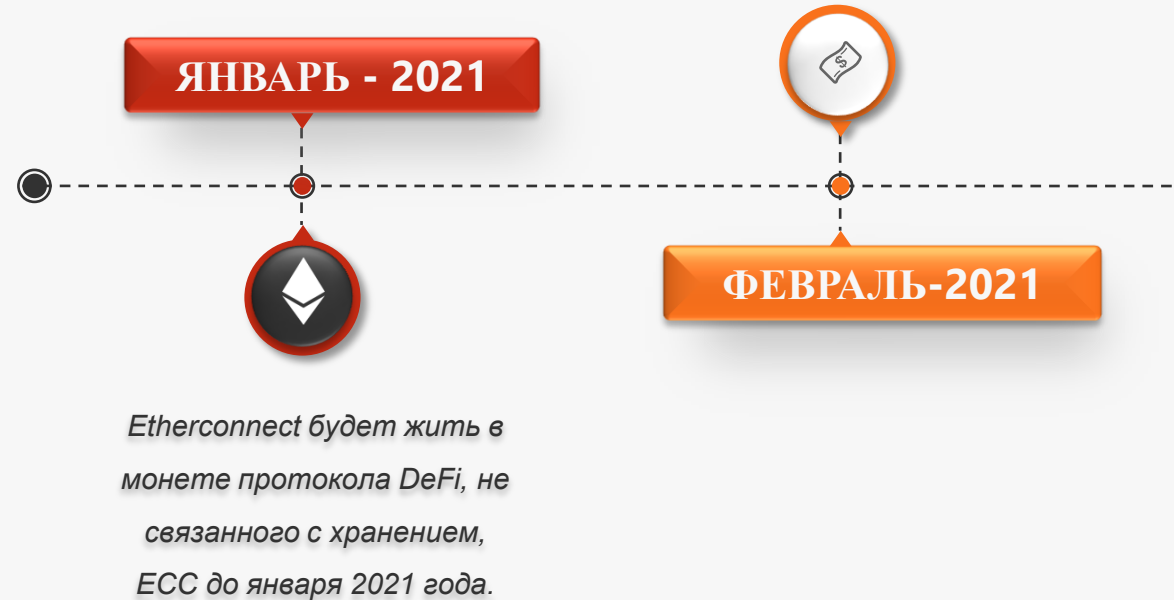 ЯНВАРЬ - 2021
ФЕВРАЛЬ-2021
Etherconnect будет жить в
монете протокола DeFi, не
связанного с хранением,
ECC до января 2021 года.